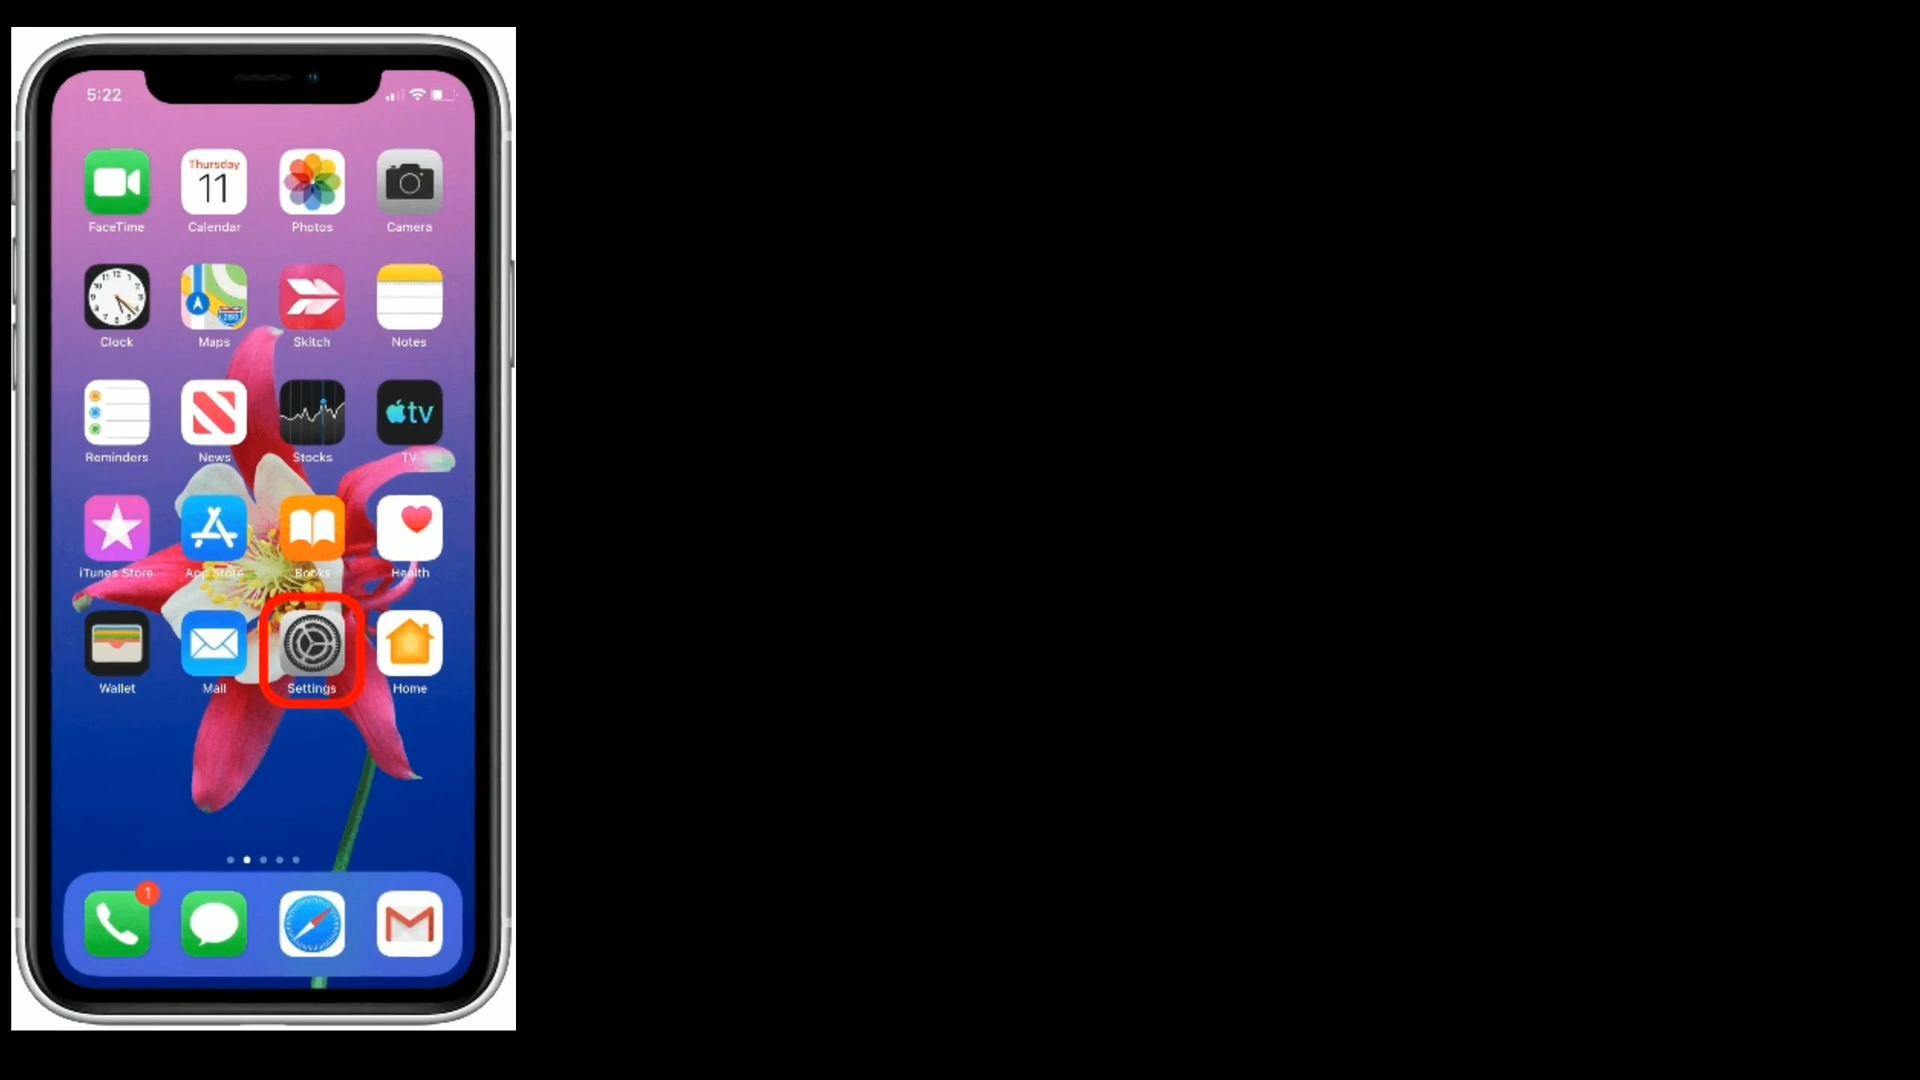 5:22
Thursday
11
FaceTime Calendar Photos Camera
280
Clock Maps Skitch Notes
tv
Reminders News Stocks TV
iTunes Store App Store Books Health
Wallet Mail Settings Home
1